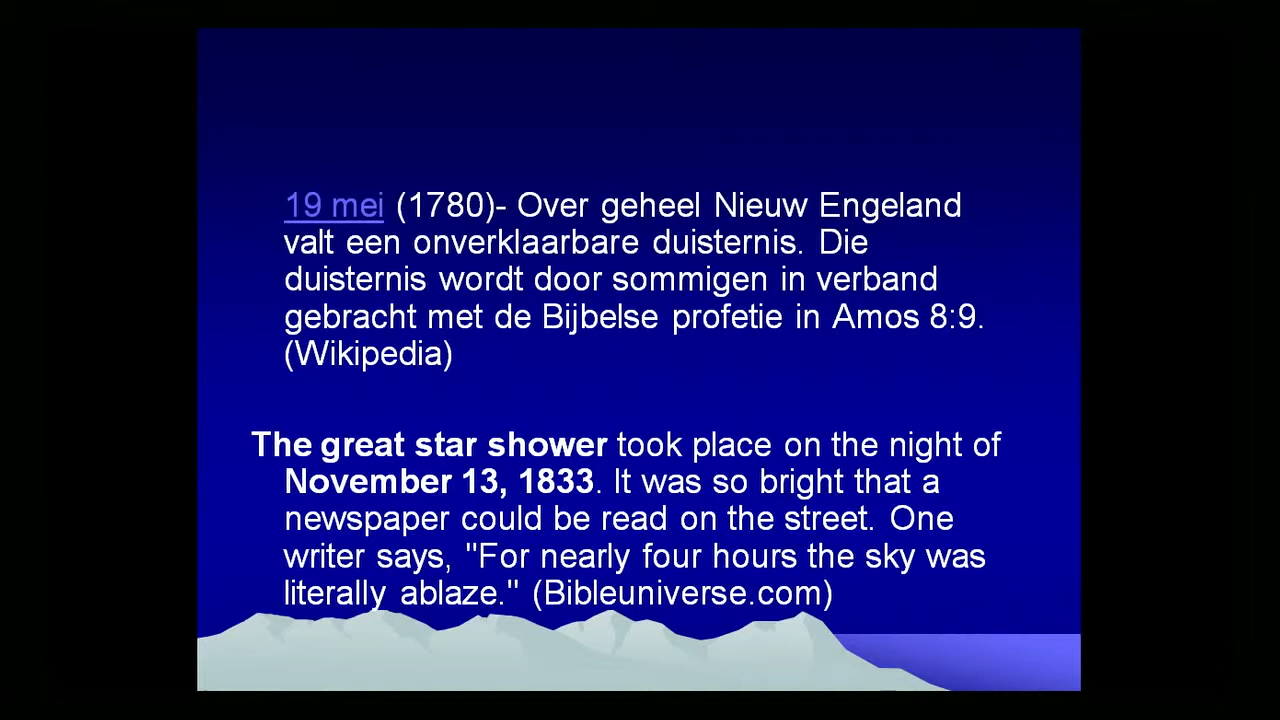 19 mei (1780)- Over geheel Nieuw Engeland
valt een onverklaarbare duisternis. Die
duisternis wordt door sommigen in verband
gebracht met de Bijbelse profetie in Amos 8:9.
(Wikipedia)
The great star shower took place on the night of
November 13, 1833. It was so bright that a
newspaper could be read on the street. One
writer says, "For nearly four hours the sky was
literally ablaze." (Bibleuniverse.com)